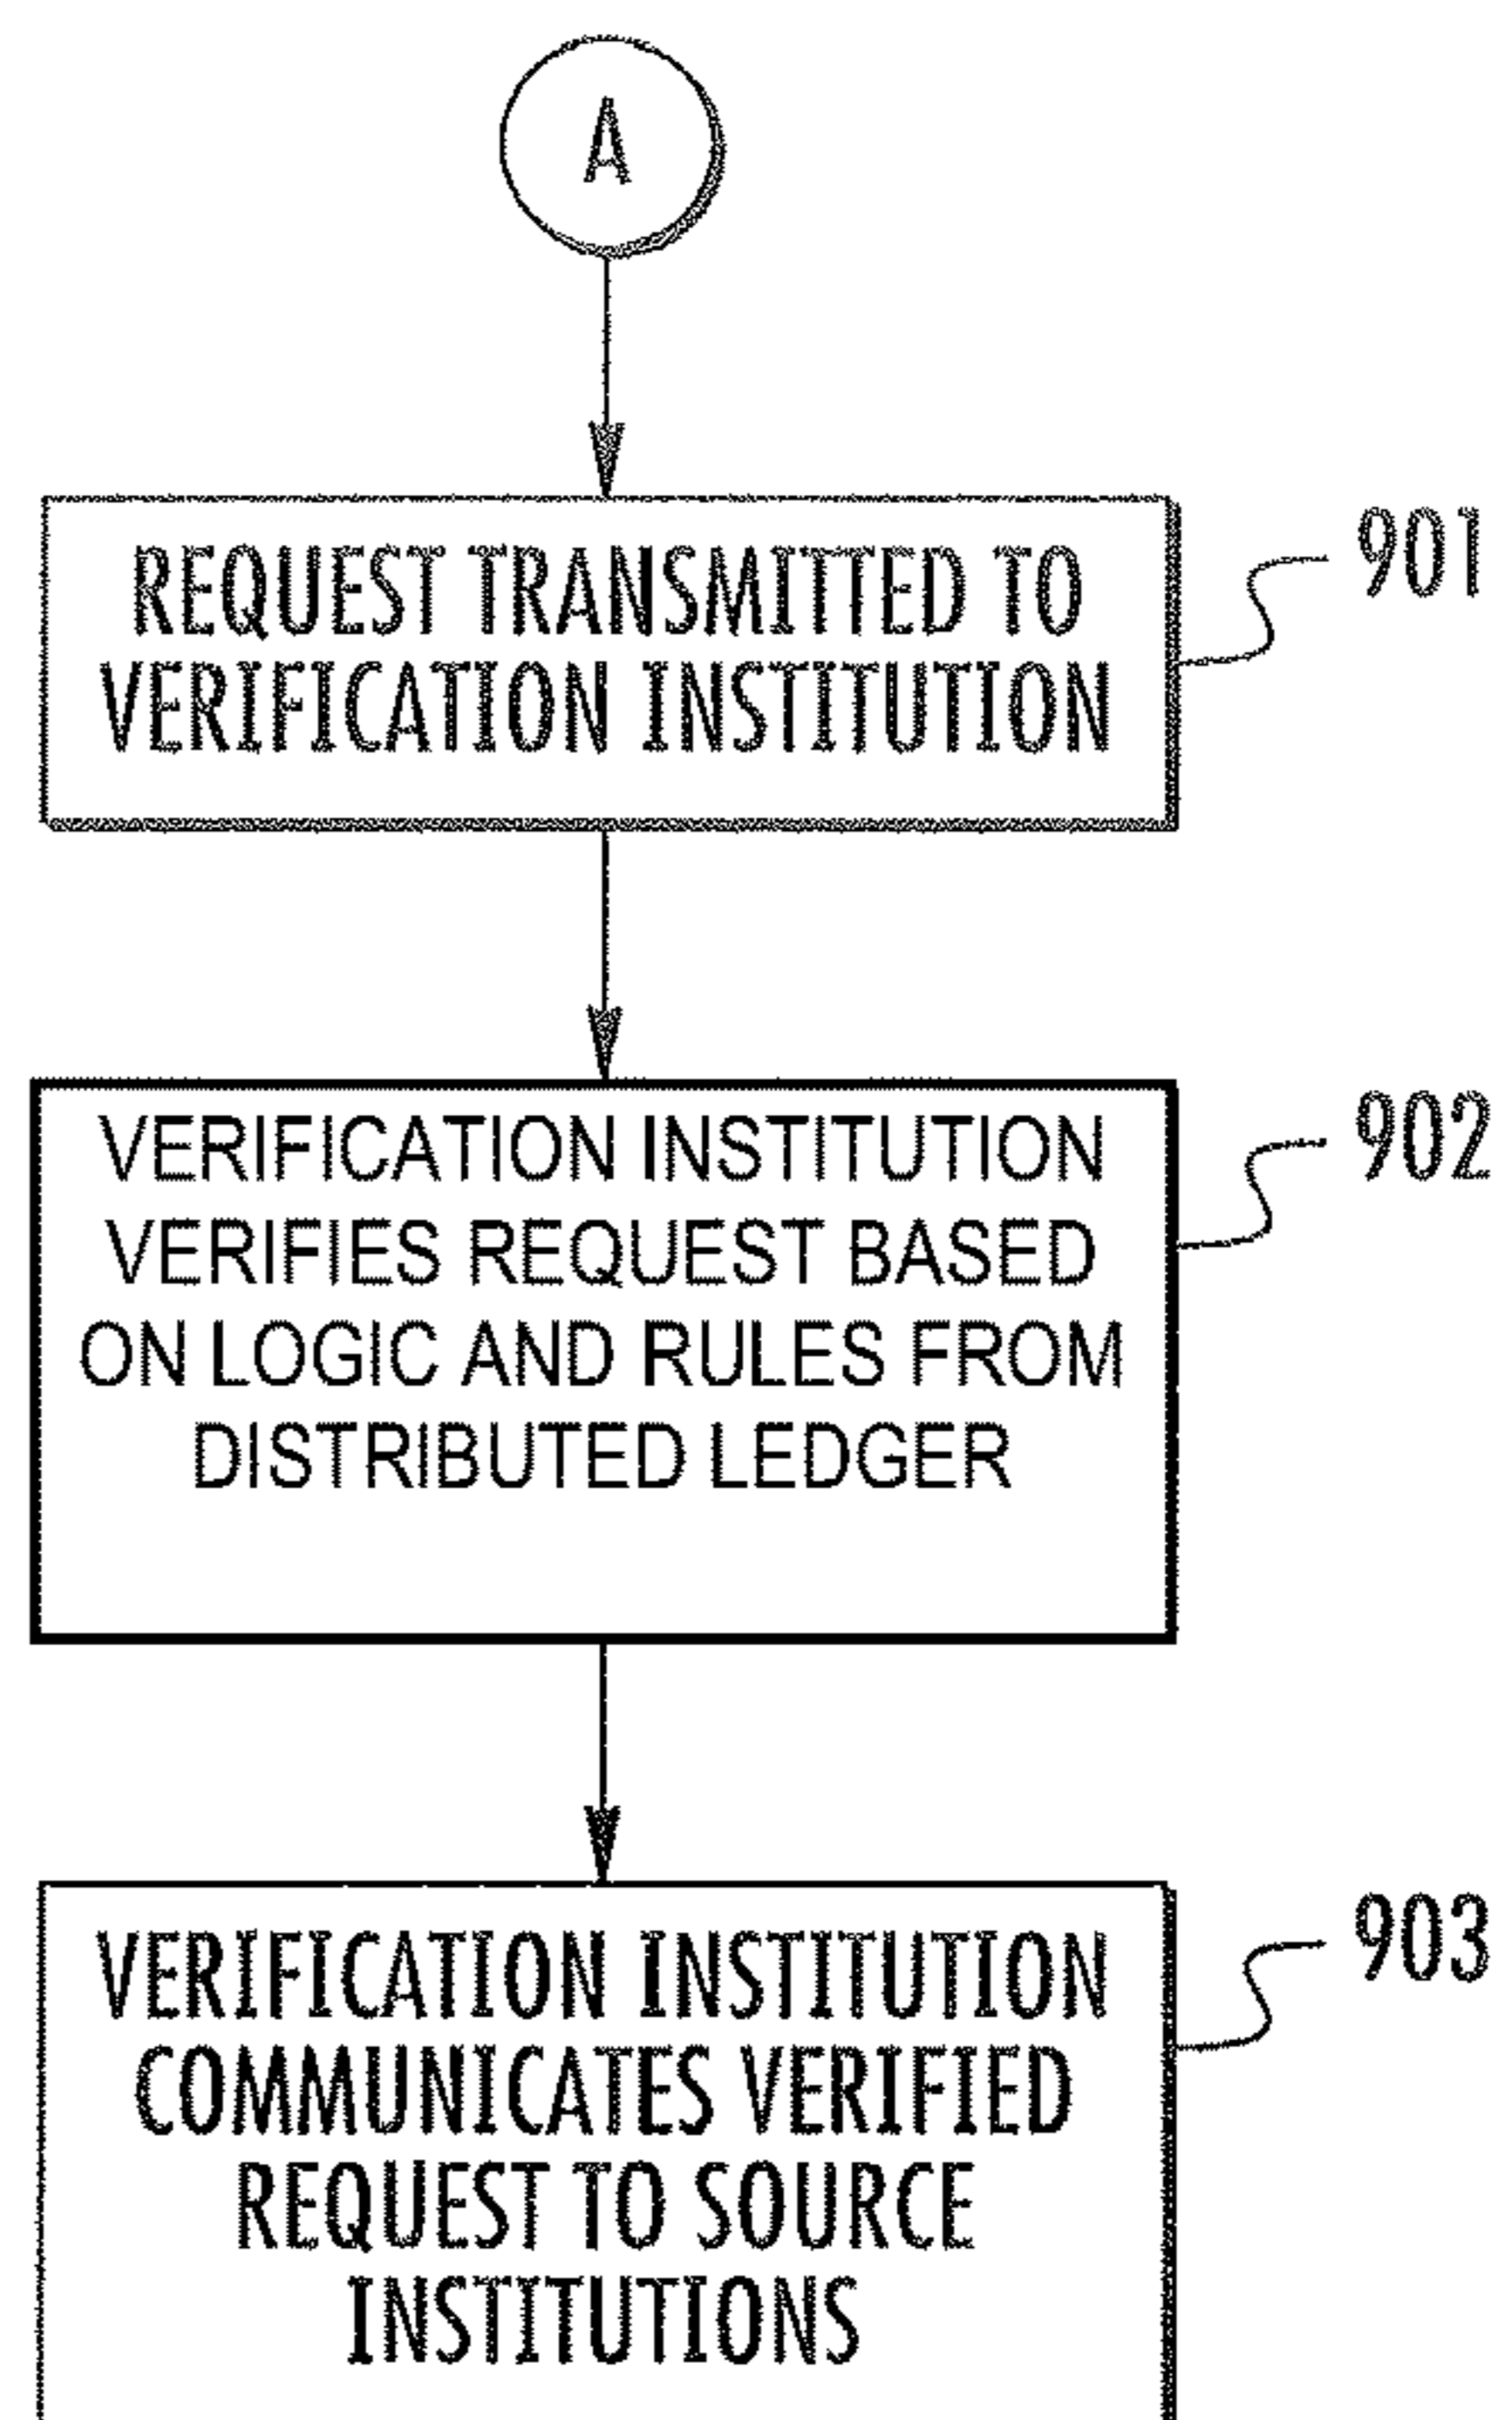 A
REQUEST TRANSMITTED TO
VERIFICATION INSTITUTION
901
VERIFICATION INSTITUTION
VERIFIES REQUEST BASED
ON LOGIC AND RULES FROM
DISTRIBUTED LEDGER
902
VERIFICATION INSTITUTION
COMMUNICATES VERIFIED
REQUEST TO SOURCE
INSTITUTIONS
903